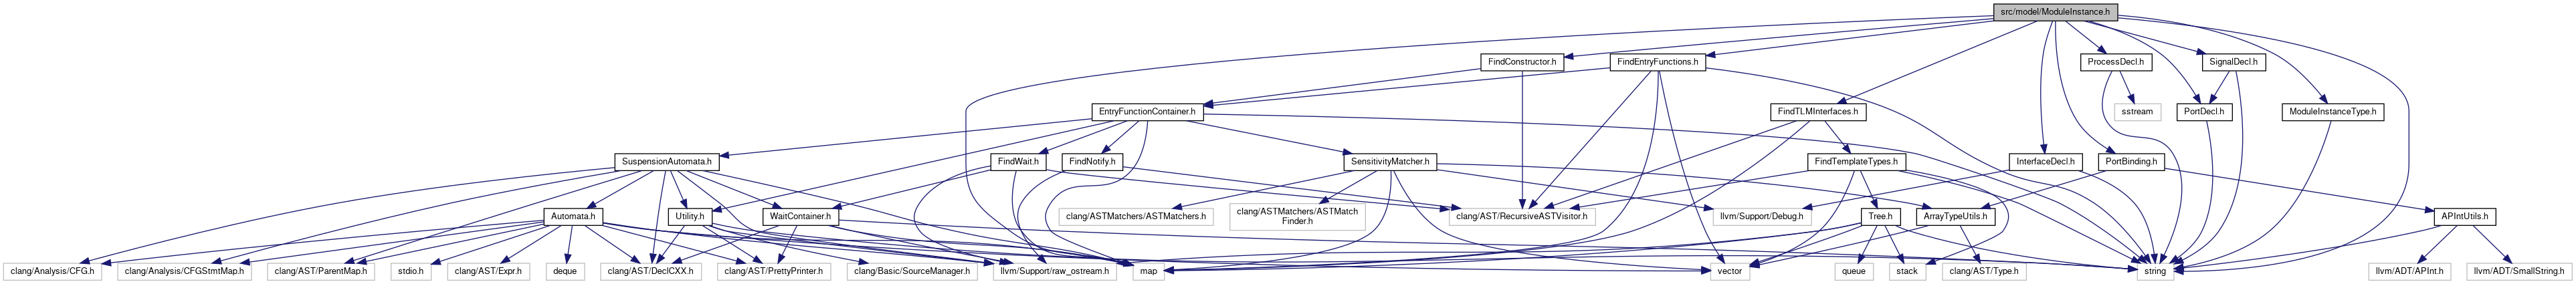 src/model/ModuleInstance.h
FindConstructor.h
FindEntryFunctions.h
ProcessDecl.h
SignalDecl.h
EntryFunctionContainer.h
FindTLMInterfaces.h
sstream
PortDecl.h
ModuleInstanceType.h
SuspensionAutomata.h
FindWait.h
FindNotify.h
SensitivityMatcher.h
FindTemplateTypes.h
InterfaceDecl.h
PortBinding.h
Automata.h
Utility.h
WaitContainer.h
clang/ASTMatchers/ASTMatchers.h
clang/ASTMatchers/ASTMatch
Finder.h
clang/AST/RecursiveASTVisitor.h
llvm/Support/Debug.h
Tree.h
ArrayTypeUtils.h
APIntUtils.h
clang/Analysis/CFG.h
clang/Analysis/CFGStmtMap.h
clang/AST/ParentMap.h
stdio.h
clang/AST/Expr.h
deque
clang/AST/DeclCXX.h
clang/AST/PrettyPrinter.h
clang/Basic/SourceManager.h
llvm/Support/raw_ostream.h
map
vector
queue
stack
clang/AST/Type.h
string
llvm/ADT/APInt.h
llvm/ADT/SmallString.h